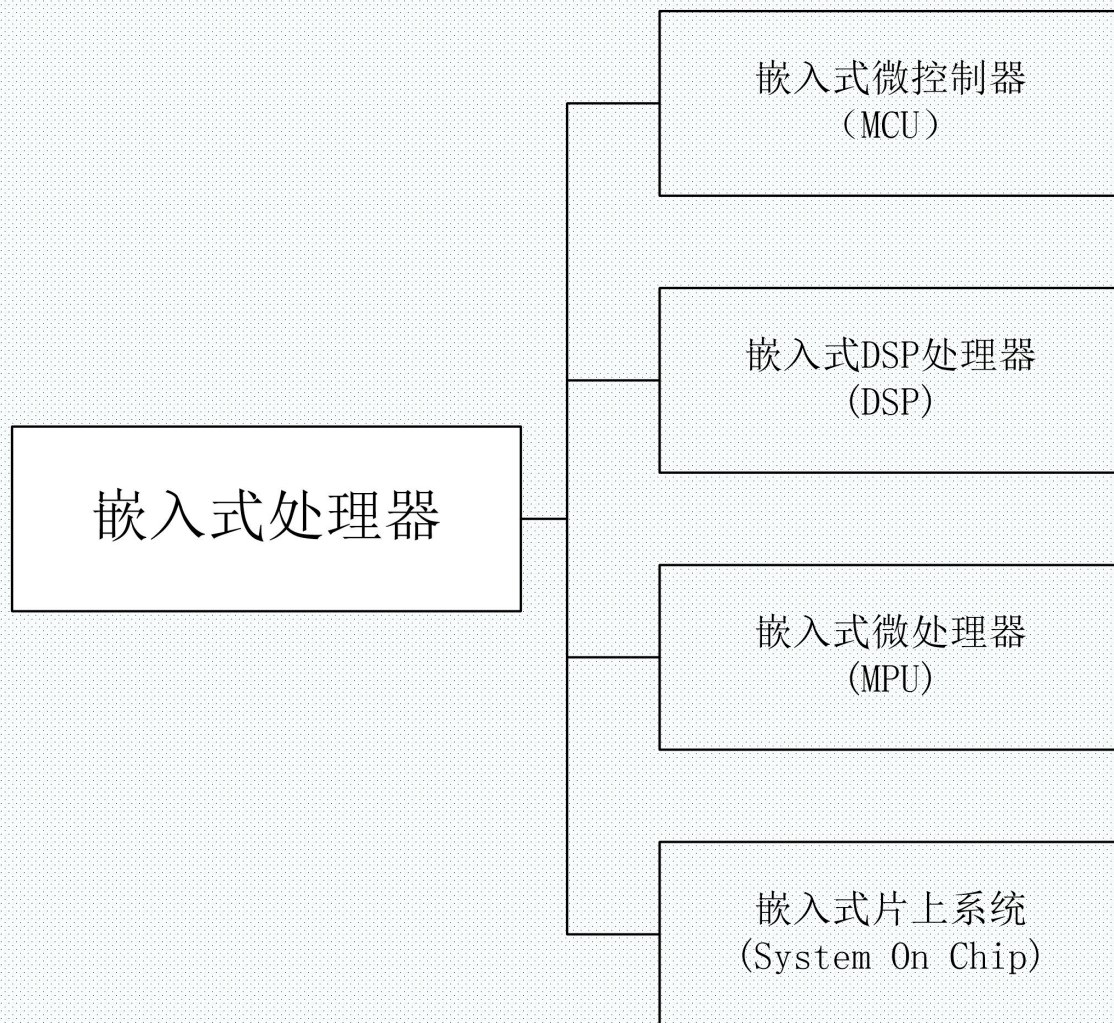 嵌入式微控制器
（MCU）
嵌入式DSP处理器
(DSP)
嵌入式处理器
嵌入式微处理器
(MPU)
嵌入式片上系统
(System On Chip)